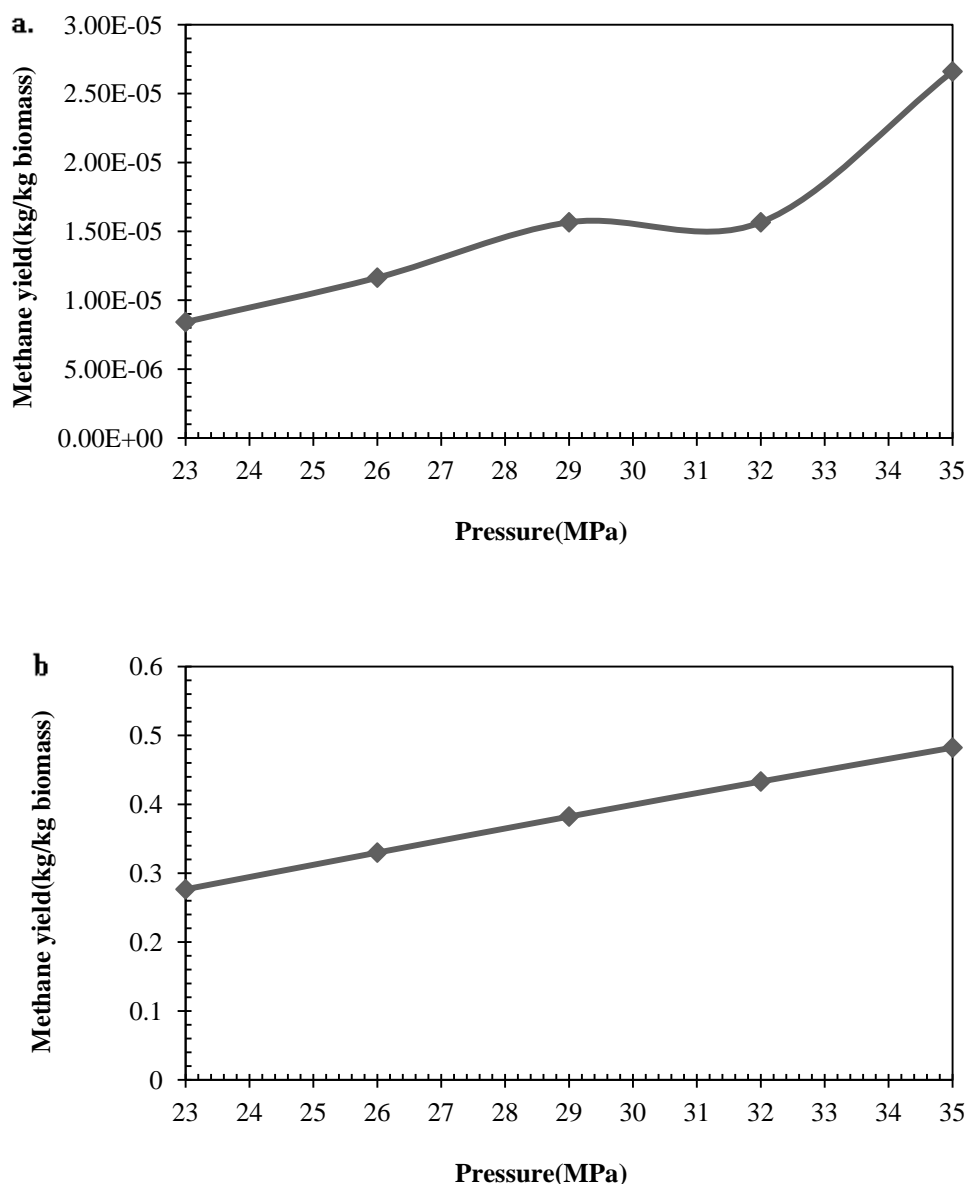 a.
Methane yield(kg/kg biomass)
3.00E-05
2.50E-05
2.00E-05
1.50E-05
1.00E-05
5.00E-06
0.00E+00
23 24 25 26 27 28 29 30 31 32 33 34 35
Pressure(MPa)
b
Methane yield(kg/kg biomass)
0.6
0.5
0.4
0.3
0.2
0.1
0
23 24 25 26 27 28 29 30 31 32 33 34 35
Pressure(MPa)